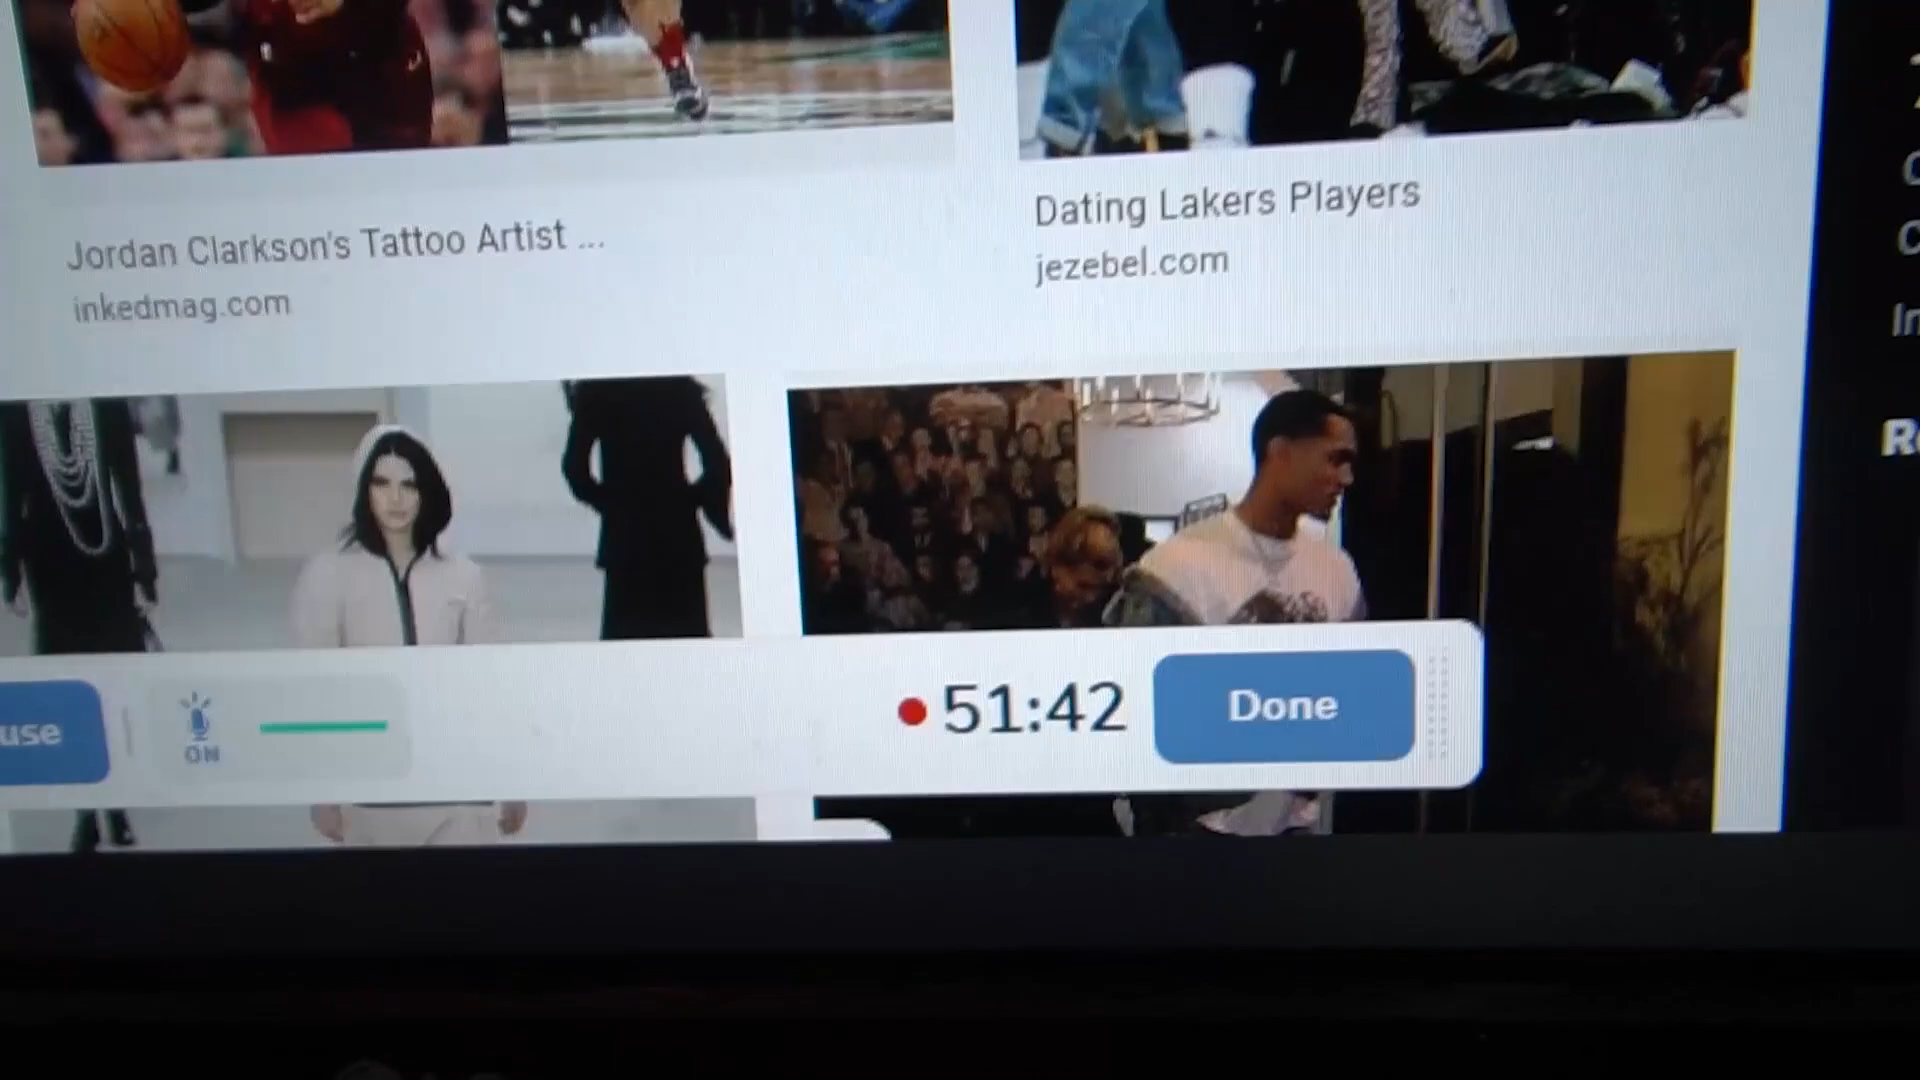 Jordan Clarkson's Tattoo Artist ...
inkedmag.com
Dating Lakers Players
jezebel.com
ON
51:42
Done